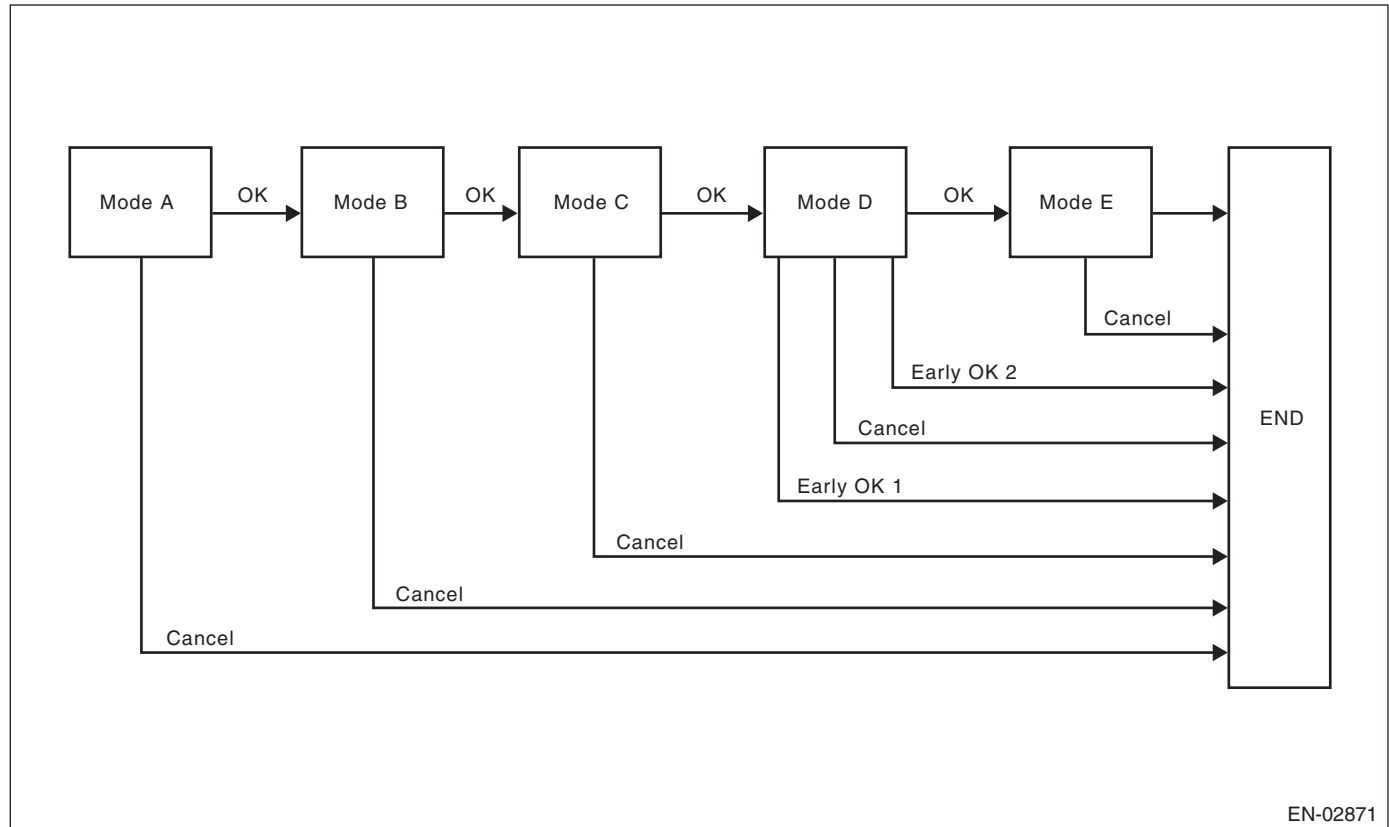 Mode A
OK
Mode B
OK
Mode C
OK
Mode D
OK
Mode E
Cancel
Early OK 2
END
Cancel
Early OK 1
Cancel
Cancel
Cancel
EN-02871